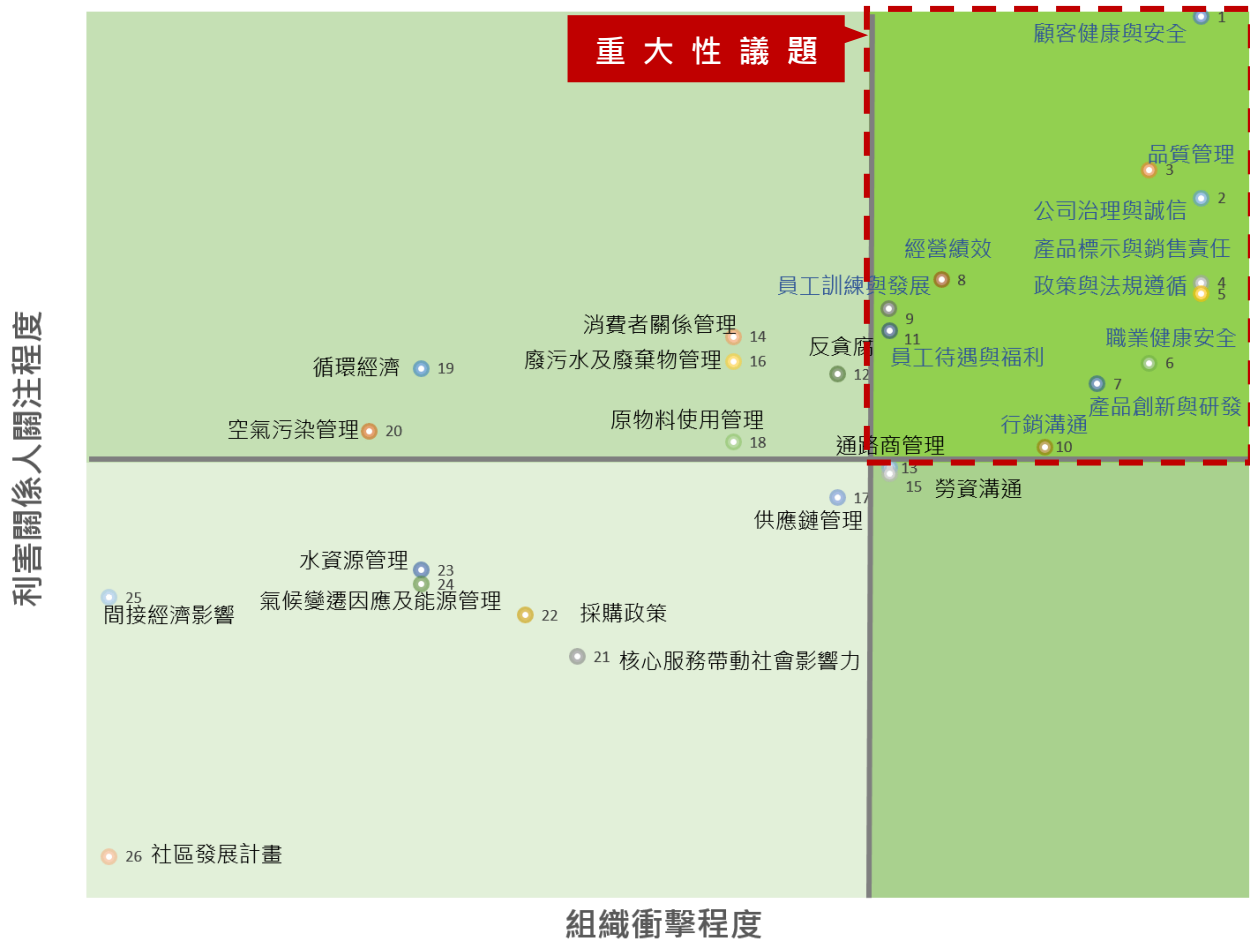 重大性議題
1
顧客健康與安全
品質管理
3
2
公司治理與誠信
經營績效
產品標示與銷售責任
8
員工訓練與發展
政策與法規遵循
4
5
9
消費者關係管理
14
11
反貪腐
職業健康安全
員工待遇與福利
6
廢污水及廢棄物管理
16
循環經濟
19
12
7
產品創新與研發
原物料使用管理
行銷溝通
空氣污染管理
20
18
通路商管理
10
13
15
勞資溝通
17
供應鏈管理
水資源管理
23
24
氣候變遷因應及能源管理
25
間接經濟影響
22
採購政策
21
核心服務帶動社會影響力
26
社區發展計畫
利害關係人關注程度
組織衝擊程度